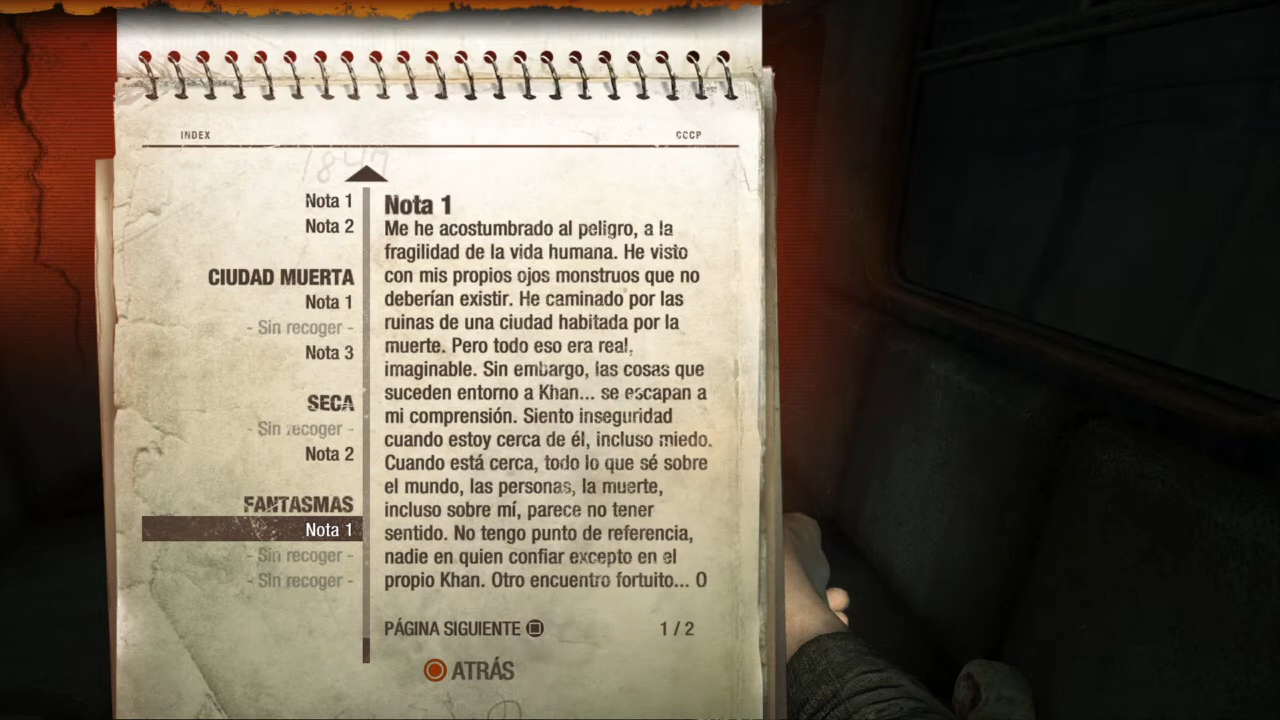 INDEX
CCCP
1847
Nota 1
Nota 2
CIUDAD MUERTA
Nota 1
- Sin recoger -
Nota 3
SECA
- Sin recoger -
Nota 2
FANTASMAS
Nota 1
- Sin recoger -
- Sin recoger -
Nota 1
Me he acostumbrado al peligro, a la
fragilidad de la vida humana. He visto
con mis propios ojos monstruos que no
deberían existir. He caminado por las
ruinas de una ciudad habitada por la
muerte. Pero todo eso era real,
imaginable. Sin embargo, las cosas que
suceden entorno a Khan... se escapan a
mi comprensión. Siento inseguridad
cuando estoy cerca de él, incluso miedo.
Cuando está cerca, todo lo que sé sobre
el mundo, las personas, la muerte,
incluso sobre mí, parece no tener
sentido. No tengo punto de referencia,
nadie en quien confiar excepto en el
propio Khan. Otro encuentro fortuito... O
PÁGINA SIGUIENTE
1 / 2
ATRÁS